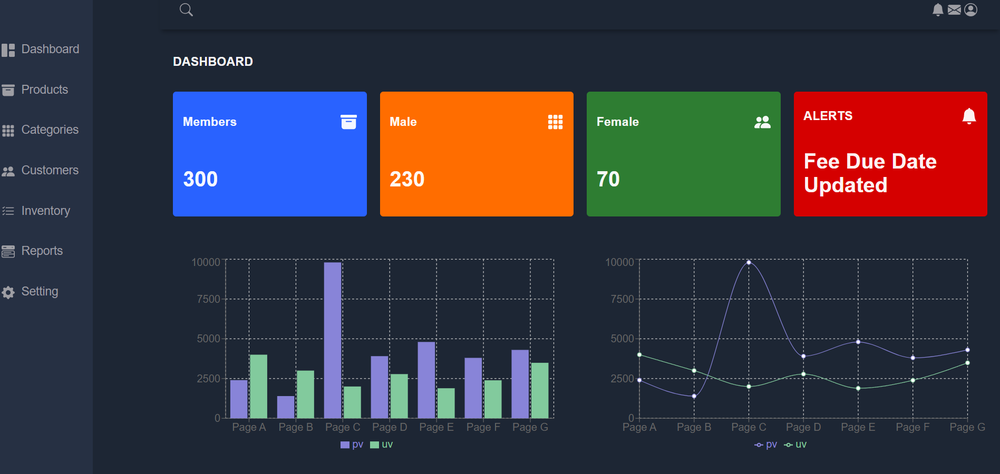 Dashboard
Products
Categories
Customers
Inventory
Reports
Setting
DASHBOARD
Members
300
Male
230
Female
70
ALERTS
Fee Due Date
Updated
10000
7500
5000
2500
0
Page A Page B Page C Page D Page E Page F Page G
pv uv
10000
7500
5000
2500
0
Page A Page B Page C Page D Page E Page F Page G
pv uv